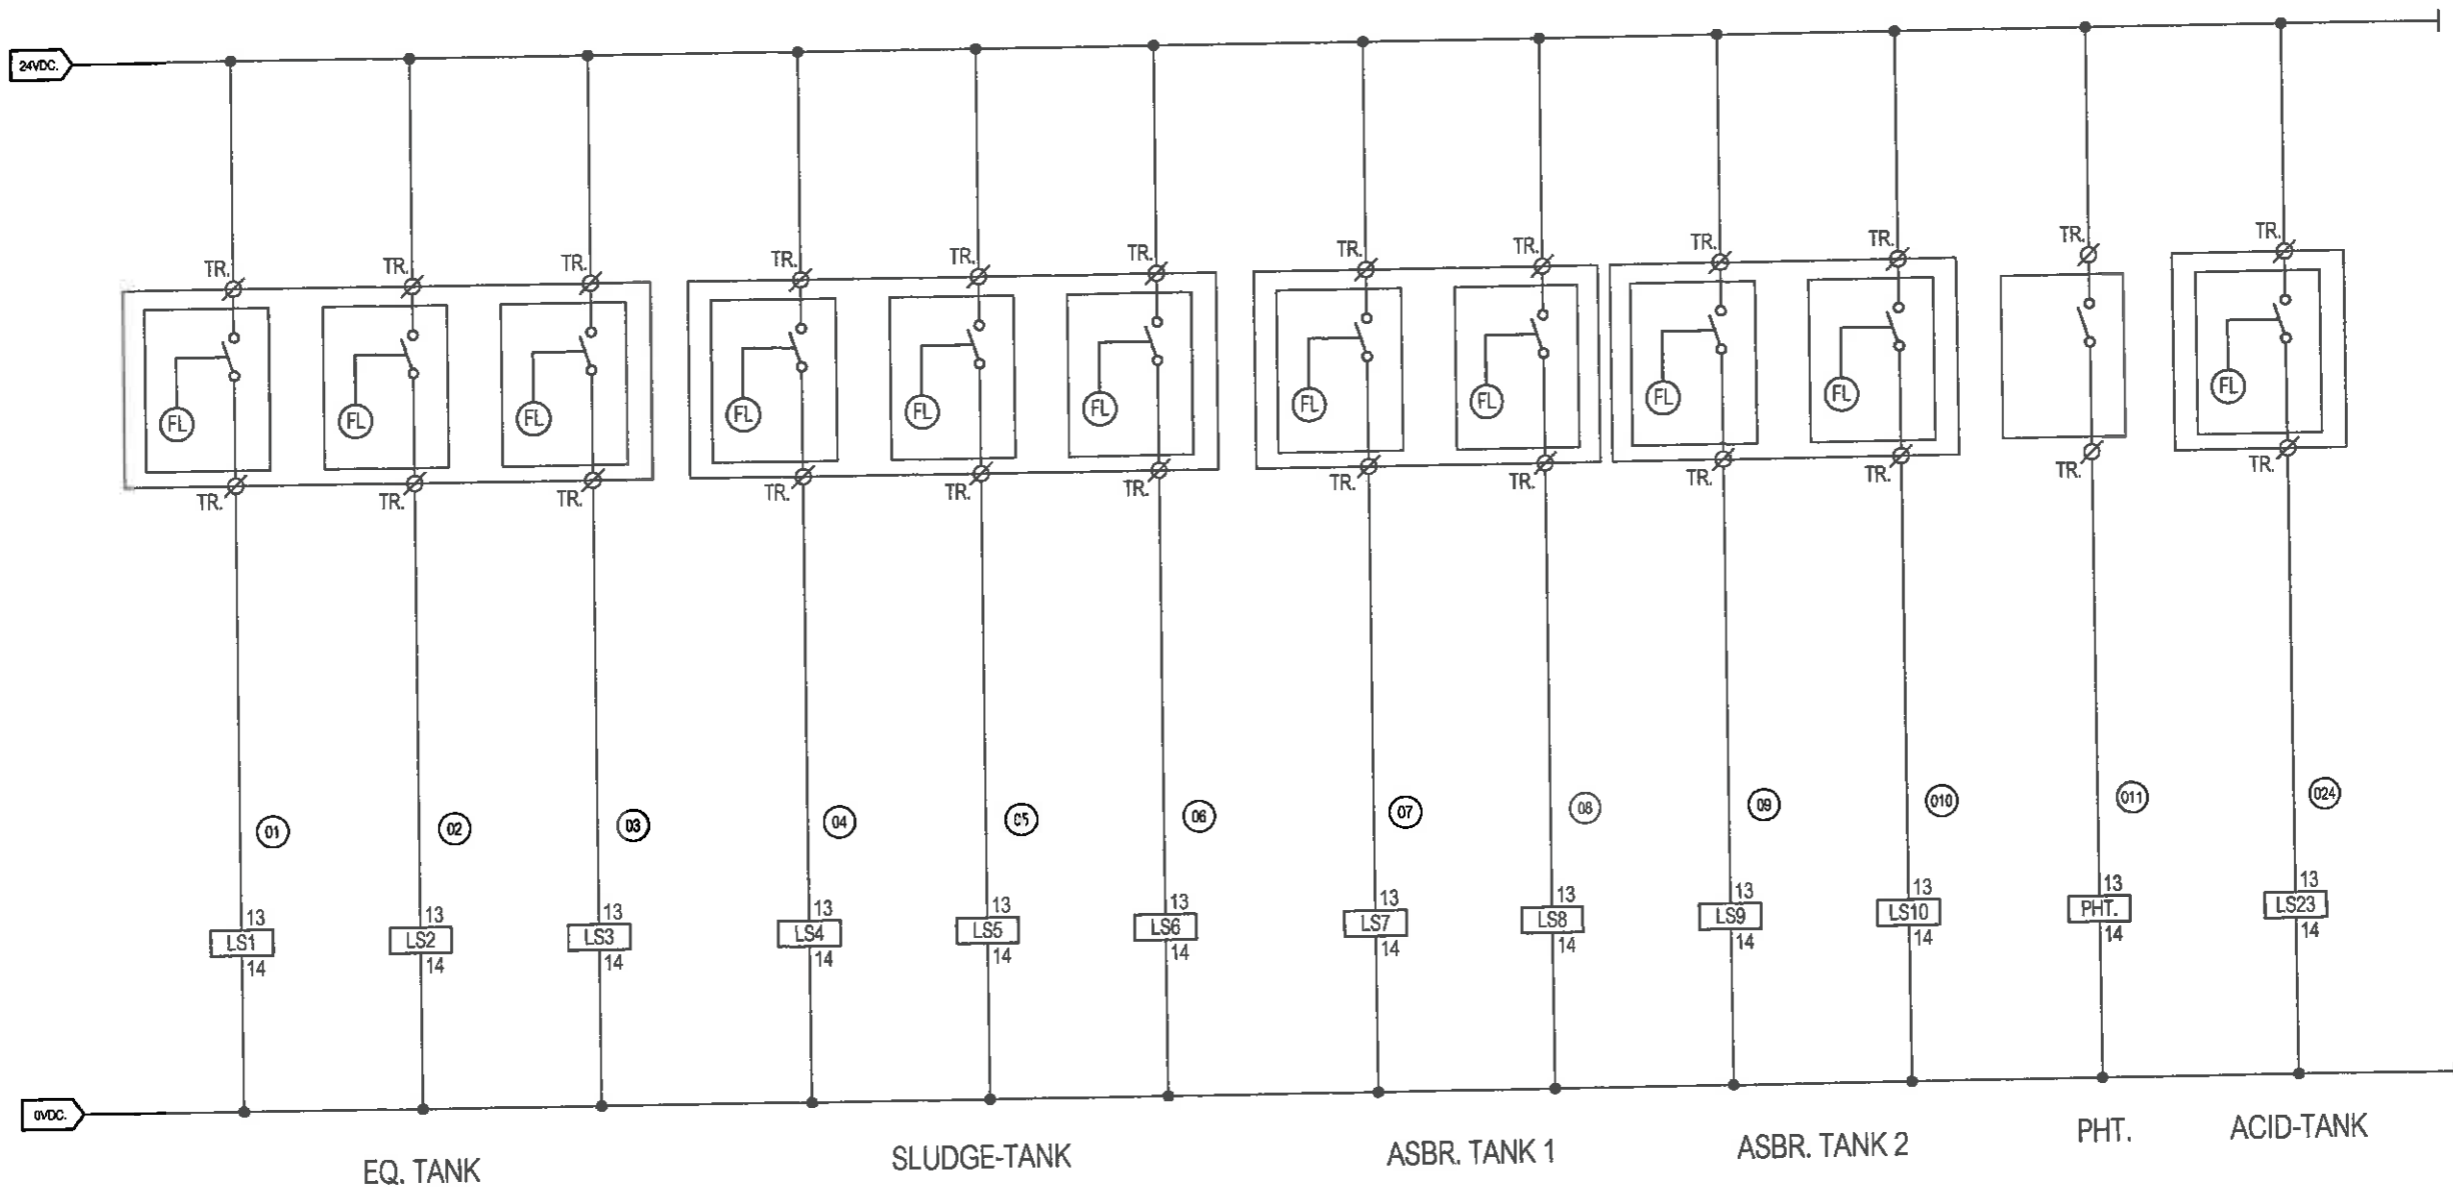 24VDC.
TR. TR. TR. TR. TR. TR. TR. TR. TR. TR. TR. TR.
FL FL FL FL FL FL FL FL FL FL FL
TR. TR. TR. TR. TR. TR. TR. TR. TR. TR. TR. TR.
01 02 03 04 05 06 07 08 09 010 011 024
13 13 13 13 13 13 13 13 13 13 13 13
LS1 LS2 LS3 LS4 LS5 LS6 LS7 LS8 LS9 LS10 PHT. LS23
14 14 14 14 14 14 14 14 14 14 14 14
0VDC.
EQ. TANK SLUDGE-TANK ASBR. TANK 1 ASBR. TANK 2 PHT. ACID-TANK